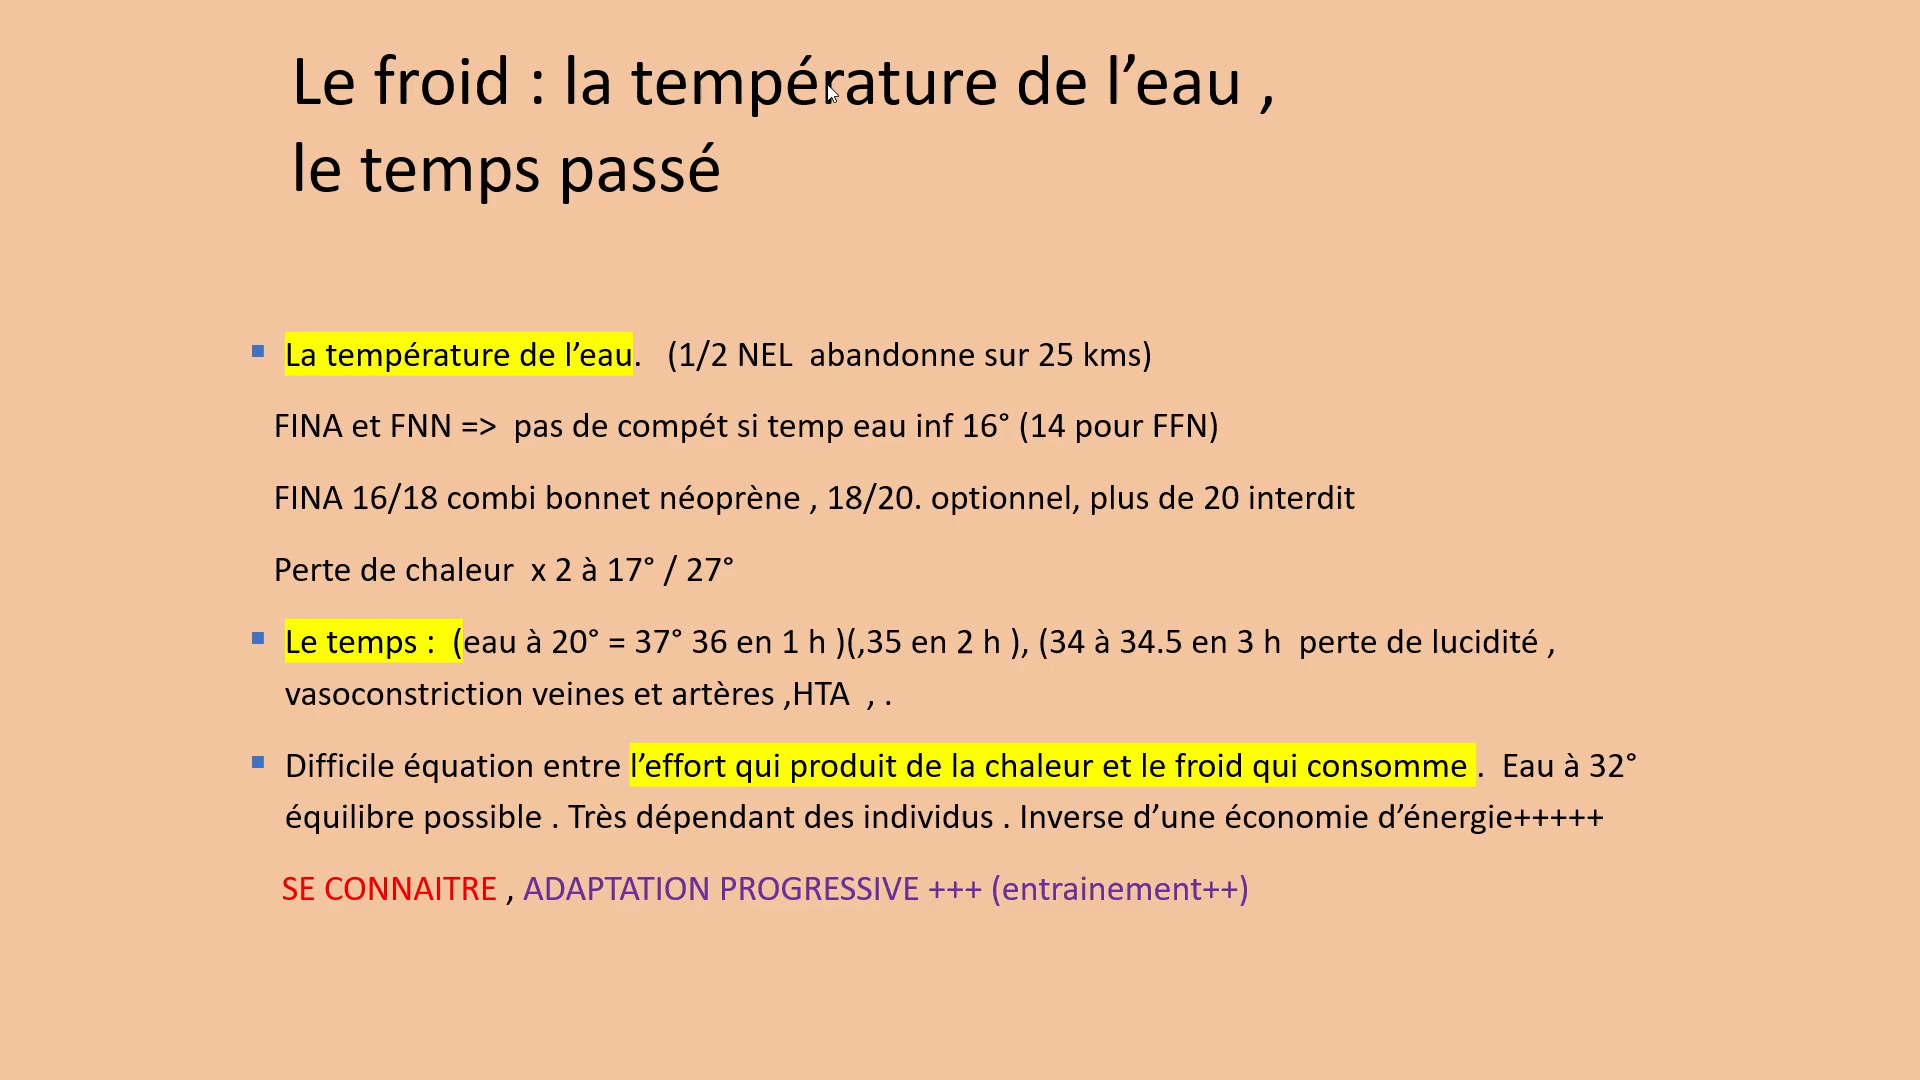 Le froid : la température de l’eau ,
le temps passé
La température de l’eau. (1/2 NEL abandonne sur 25 kms)
FINA et FNN => pas de compét si temp eau inf 16° (14 pour FFN)
FINA 16/18 combi bonnet néoprène , 18/20. optionnel, plus de 20 interdit
Perte de chaleur x 2 à 17° / 27°
Le temps : (eau à 20° = 37° 36 en 1 h )(,35 en 2 h ), (34 à 34.5 en 3 h perte de lucidité ,
vasoconstriction veines et artères ,HTA , .
Difficile équation entre l’effort qui produit de la chaleur et le froid qui consomme . Eau à 32°
équilibre possible . Très dépendant des individus . Inverse d’une économie d’énergie+++++
SE CONNAITRE , ADAPTATION PROGRESSIVE +++ (entrainement++)